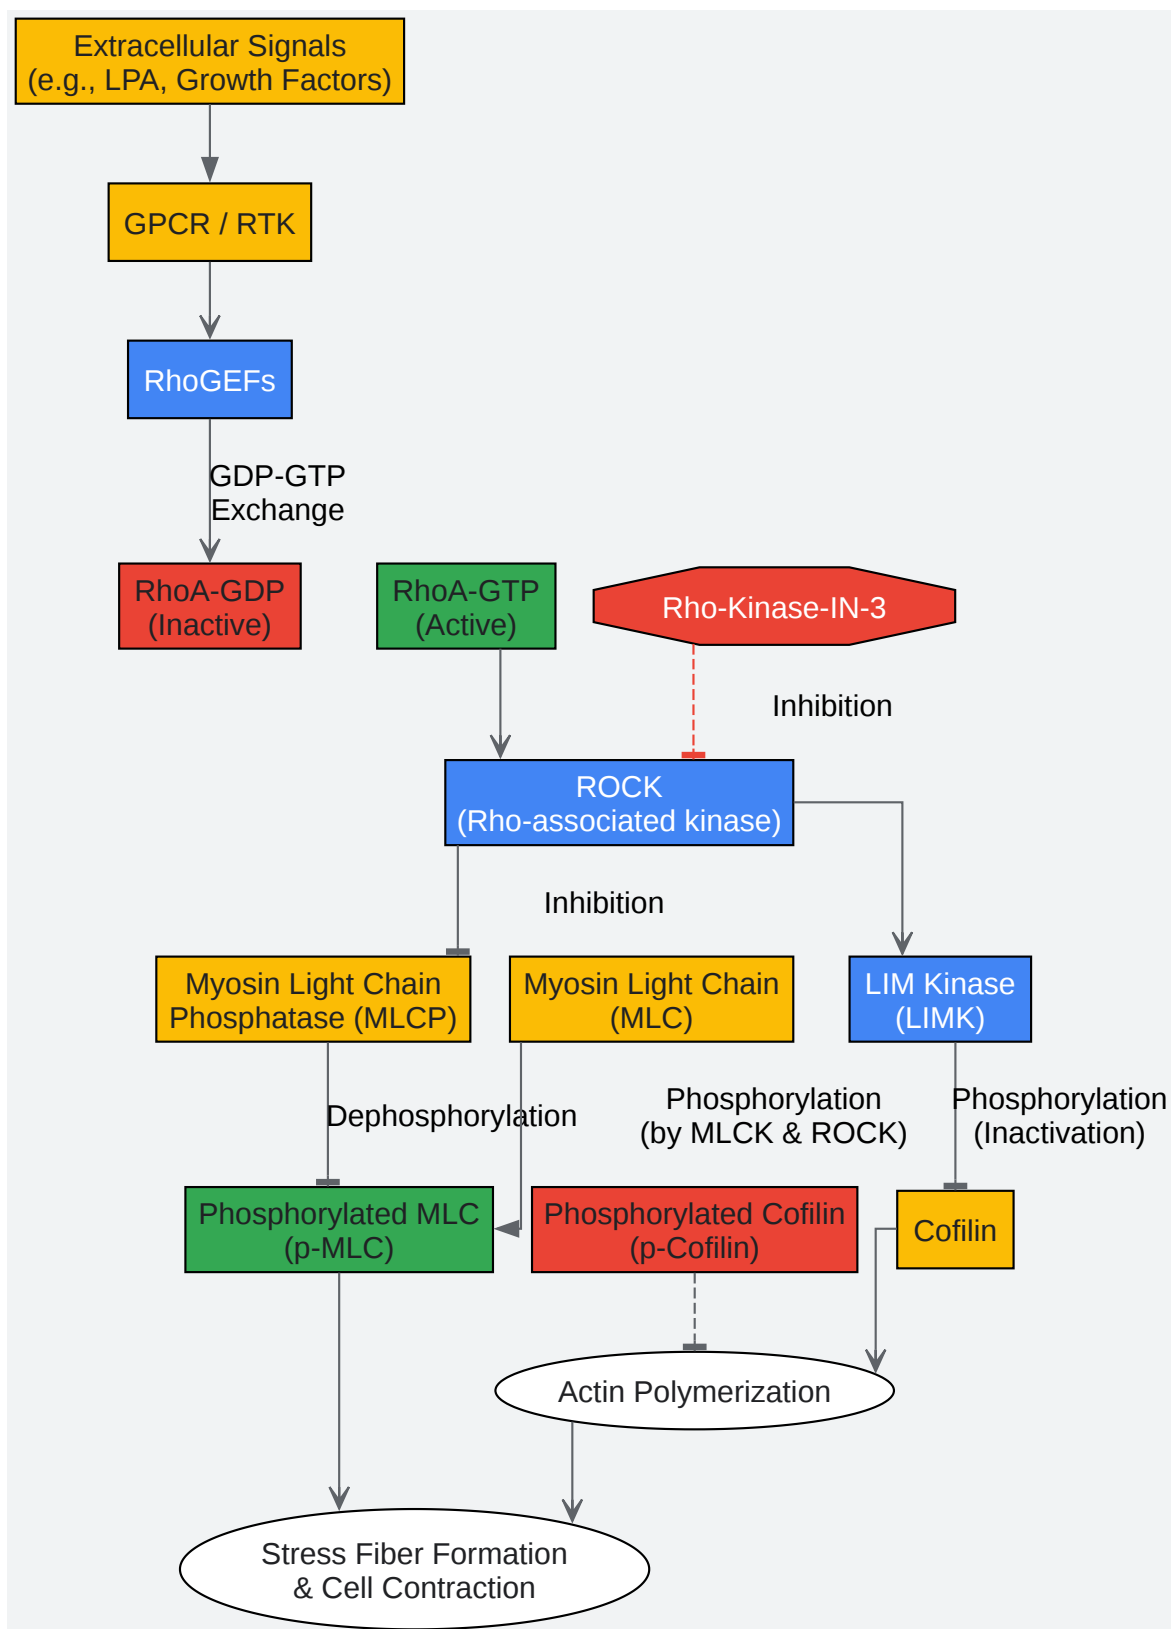 Extracellular Signals
(e.g., LPA, Growth Factors)
GPCR / RTK
RhoGEFs
GDP-GTP
Exchange
RhoA-GDP
(Inactive)
RhoA-GTP
(Active)
Rho-Kinase-IN-3
Inhibition
ROCK
(Rho-associated kinase)
Inhibition
Myosin Light Chain
Phosphatase (MLCP)
Myosin Light Chain
(MLC)
LIM Kinase
(LIMK)
Dephosphorylation
Phosphorylation
(by MLCK & ROCK)
Phosphorylation
(Inactivation)
Phosphorylated MLC
(p-MLC)
Phosphorylated Cofilin
(p-Cofilin)
Cofilin
Actin Polymerization
Stress Fiber Formation
& Cell Contraction